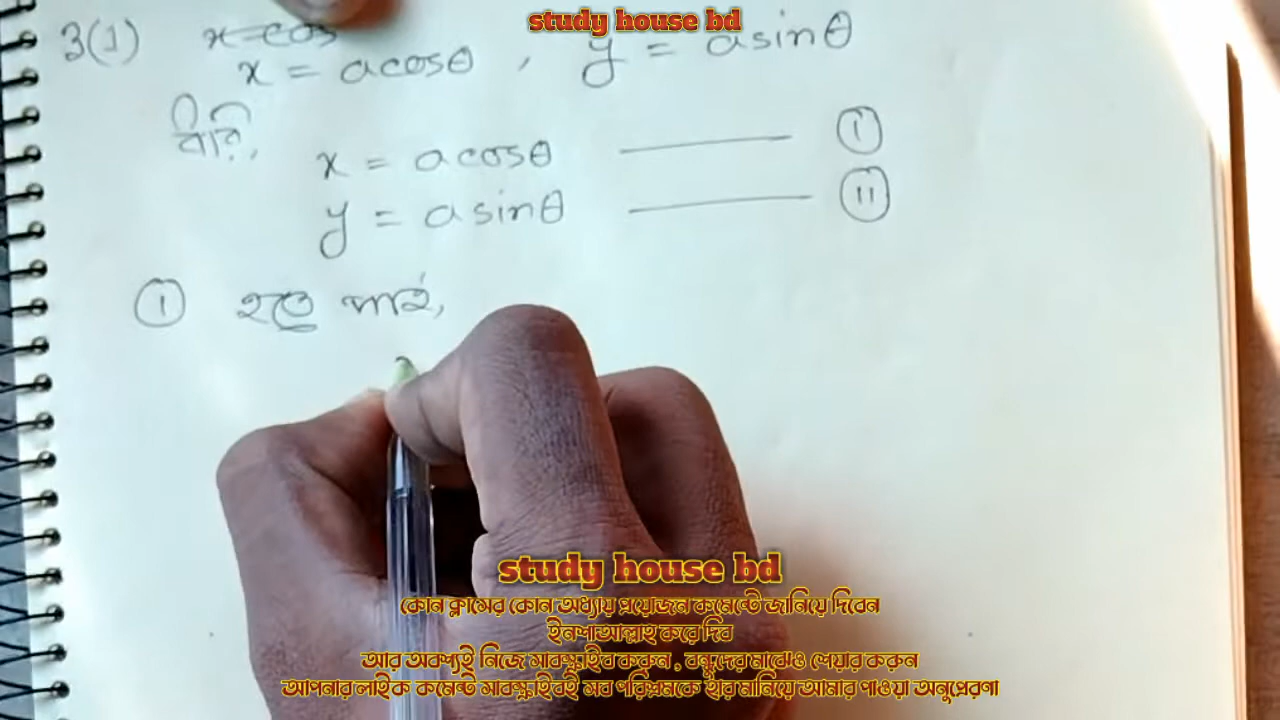 study house bd
3(1) x=cos
x = acosθ , y = asinθ
ধরি,
x = acosθ ——— (I)
y = asinθ ——— (II)
(I) হতে পাই,
study house bd
কোন ক্লাসের কোন অধ্যায় প্রয়োজন কমেন্টে জানিয়ে দিবেন
ইনশাআল্লাহ করে দিব
আর অবশ্যই নিজে সাবস্ক্রাইব করুন , বন্ধুদের মাঝেও শেয়ার করুন
আপনার লাইক কমেন্ট সাবস্ক্রাইবই সব পরিশ্রমকে হার মানিয়ে আমার পাওয়া অনুপ্রেরণা